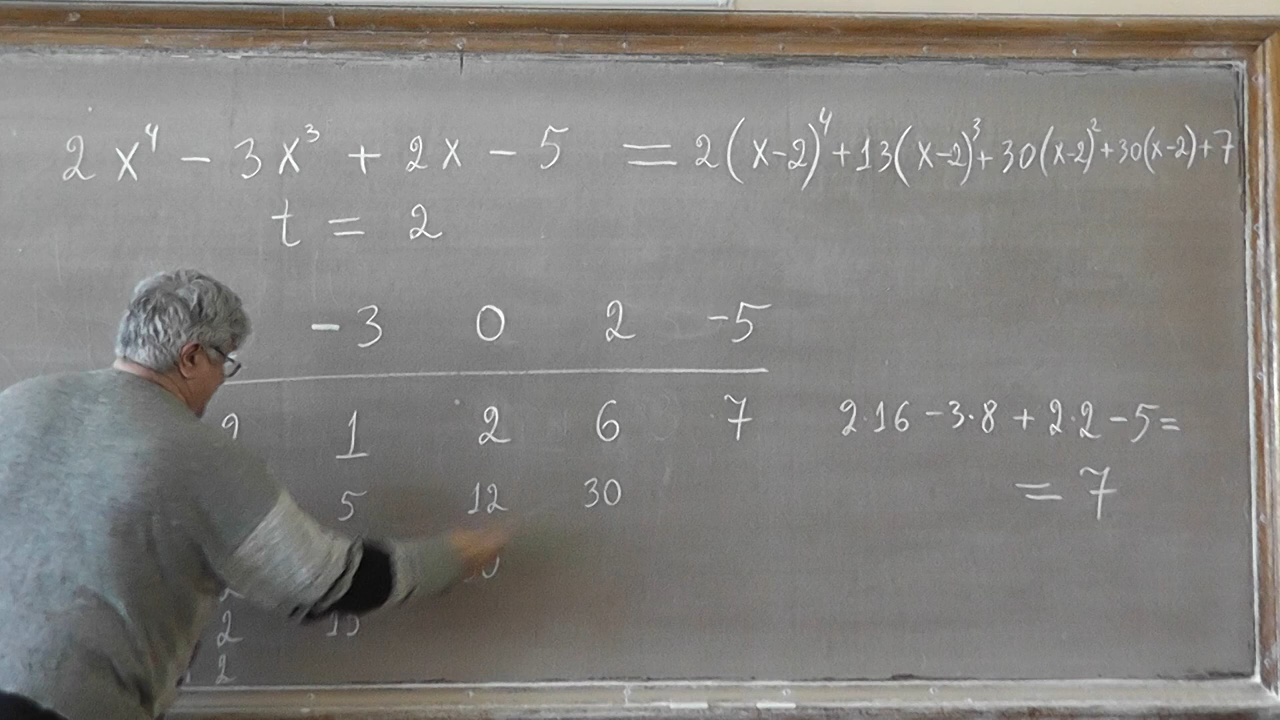 2x⁴ − 3x³ + 2x − 5 = 2(x−2)⁴ + 13(x−2)³ + 30(x−2)² + 30(x−2) + 7
t = 2
−3 0 2 −5
2 1 2 6 7 2·16 − 3·8 + 2·2 − 5 =
5 12 30 = 7
2
2